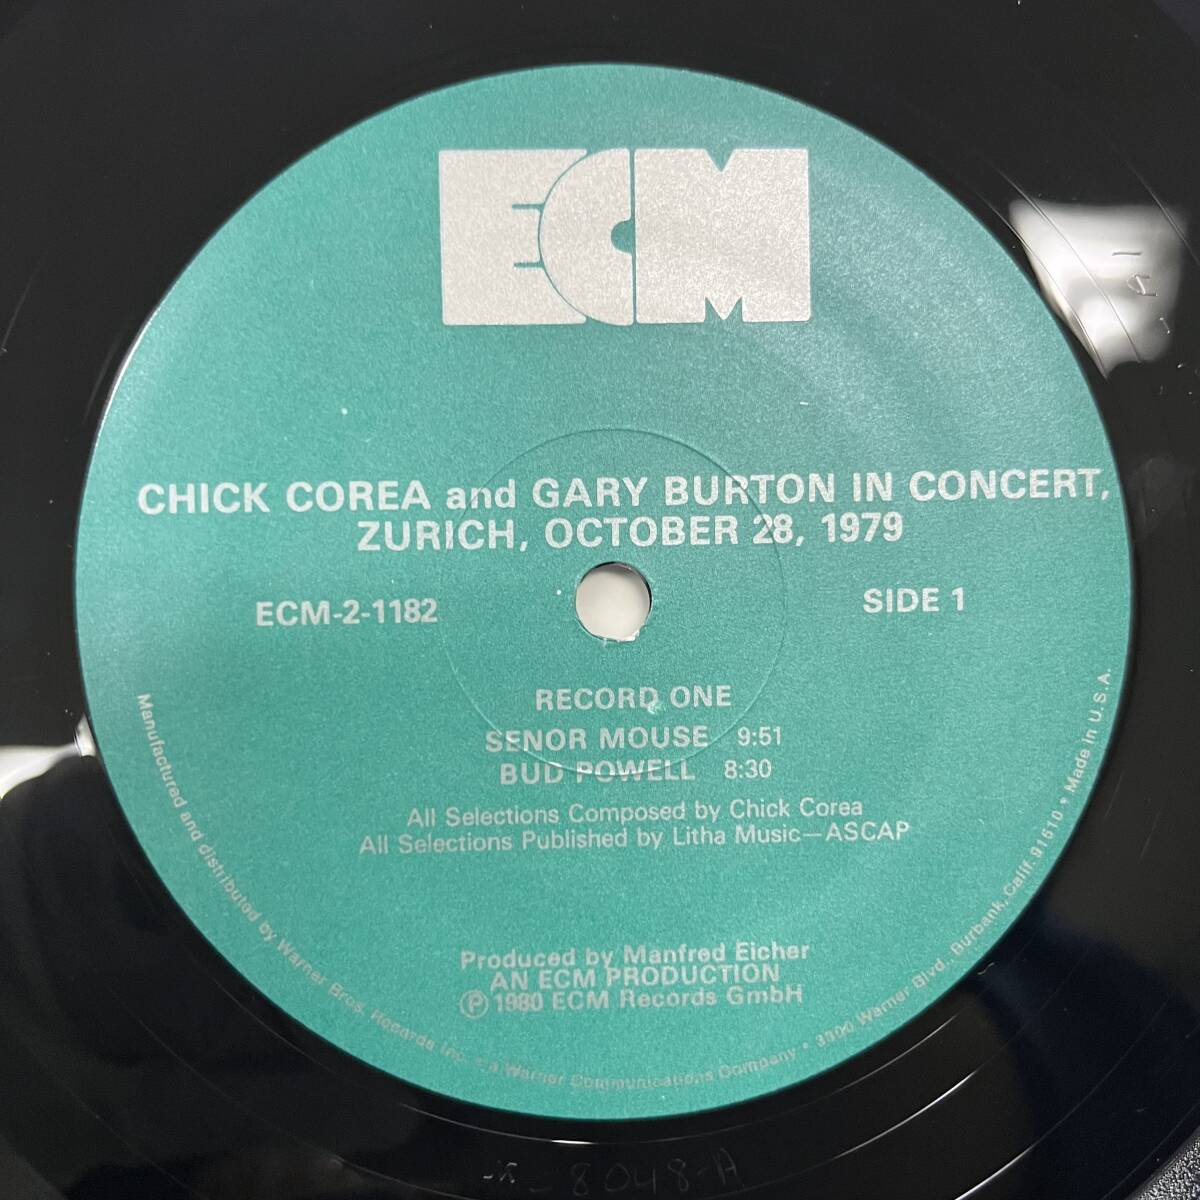 ECM
CHICK COREA and GARY BURTON IN CONCERT,
ZURICH, OCTOBER 28, 1979
ECM-2-1182
SIDE 1
RECORD ONE
SENOR MOUSE 9:51
BUD POWELL 8:30
All Selections Composed by Chick Corea
All Selections Published by Litha Music—ASCAP
Produced by Manfred Eicher
AN ECM PRODUCTION
℗ 1980 ECM Records GmbH
Manufactured and distributed by Warner Bros. Records Inc., a Warner Communications Company • 3300 Warner Blvd., Burbank, Calif. 91510 • Made in U.S.A.
8048-A